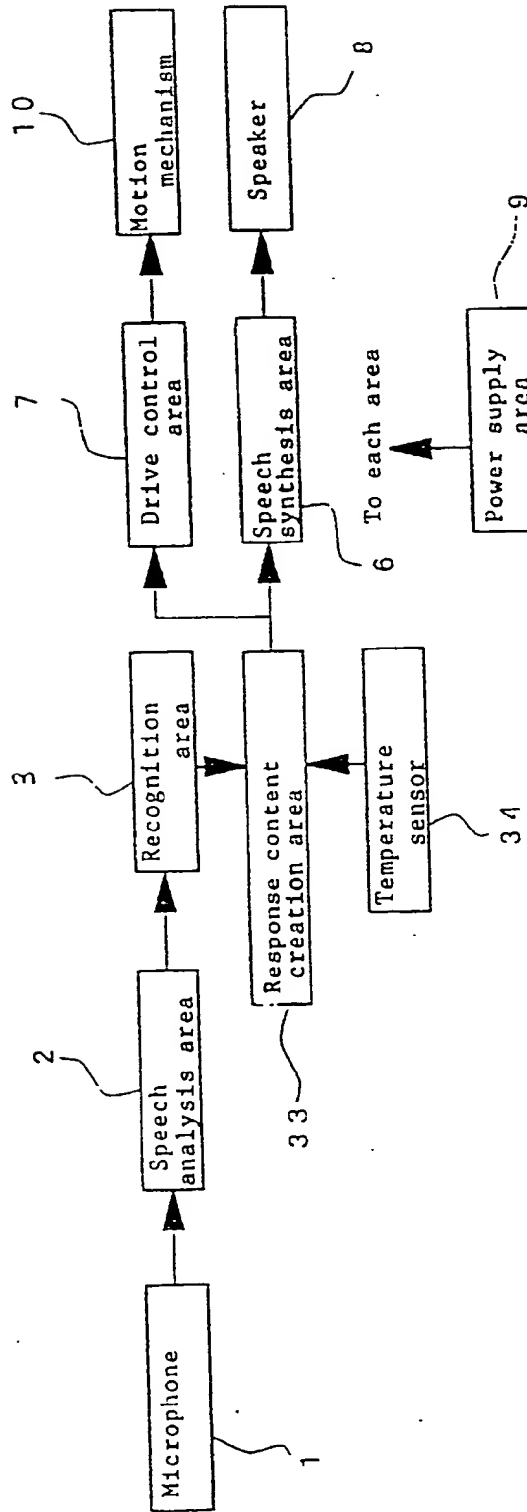 Microphone
1
Speech
analysis area
2
Recognition
area
3
Response content
creation area
33
Temperature
sensor
34
Drive control
area
7
Motion
mechanism
10
Speech
synthesis area
6
Speaker
8
To each area
Power supply
area
9